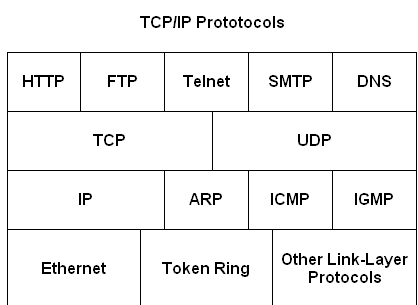 TCP/IP Prototocols
HTTP FTP Telnet SMTP DNS
TCP UDP
IP ARP ICMP IGMP
Ethernet Token Ring Other Link-Layer
Protocols